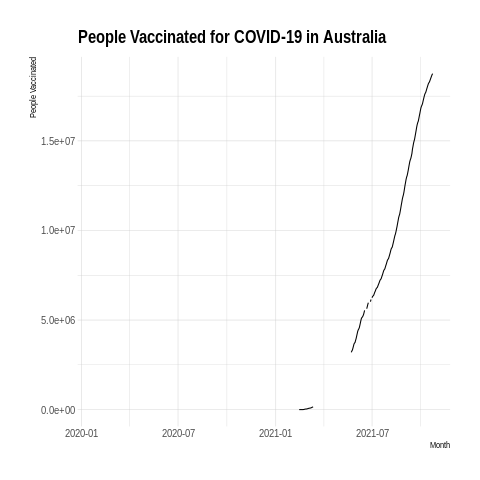 People Vaccinated for COVID-19 in Australia
People Vaccinated
1.5e+07
1.0e+07
5.0e+06
0.0e+00
2020-01 2020-07 2021-01 2021-07
Month